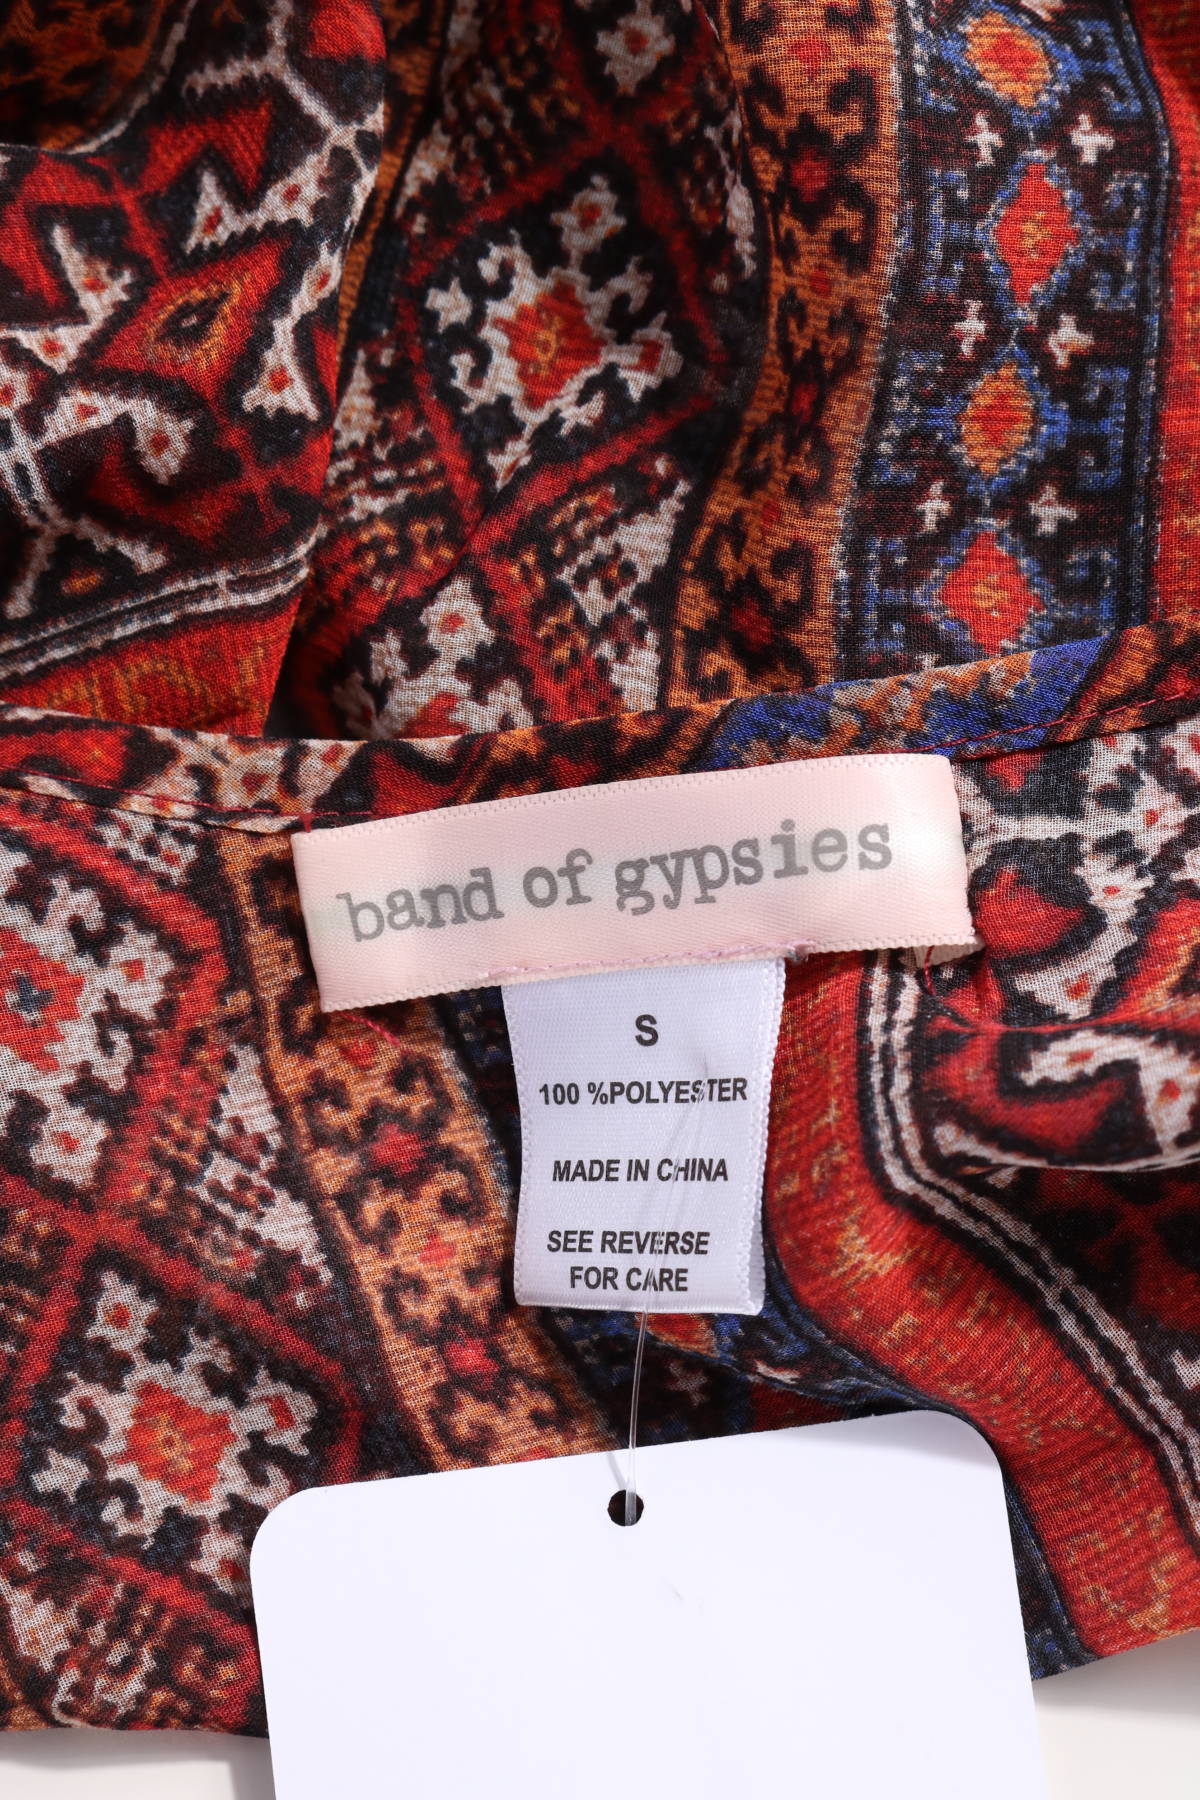 band of gypsies
S
100 %POLYESTER
MADE IN CHINA
SEE REVERSE
FOR CARE